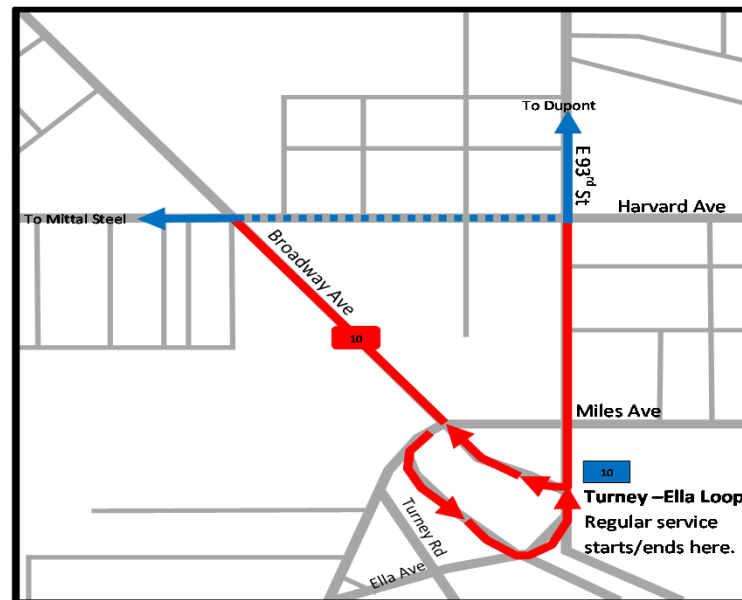 To Dupont
E93rd St
Harvard Ave
To Mittal Steel
Broadway Ave
10
Miles Ave
10
Turney –Ella Loop
Regular service
starts/ends here.
Turney Rd
Ella Ave